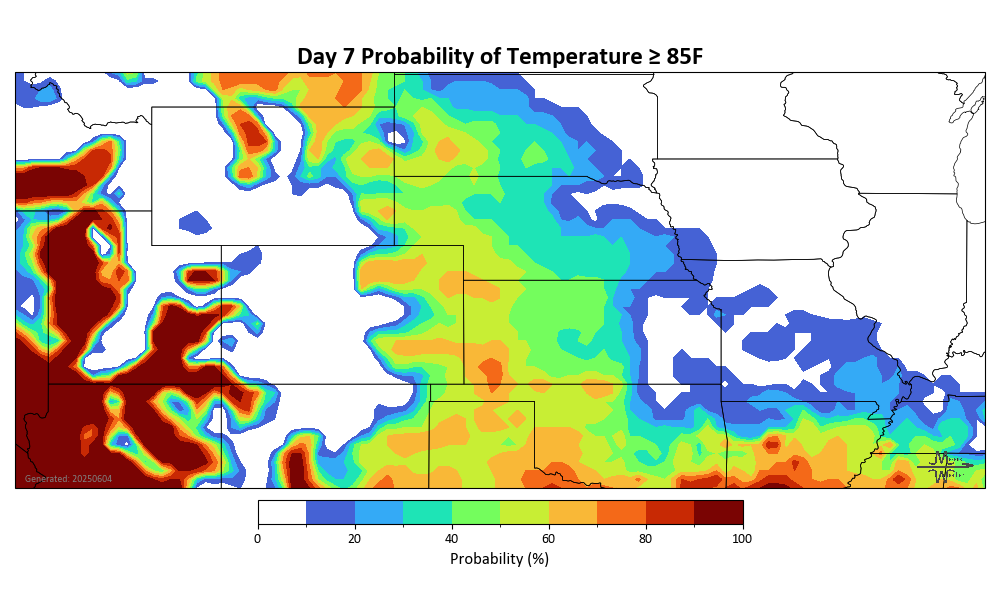 Day 7 Probability of Temperature ≥ 85F
Generated: 20250604
0 20 40 60 80 100
Probability (%)